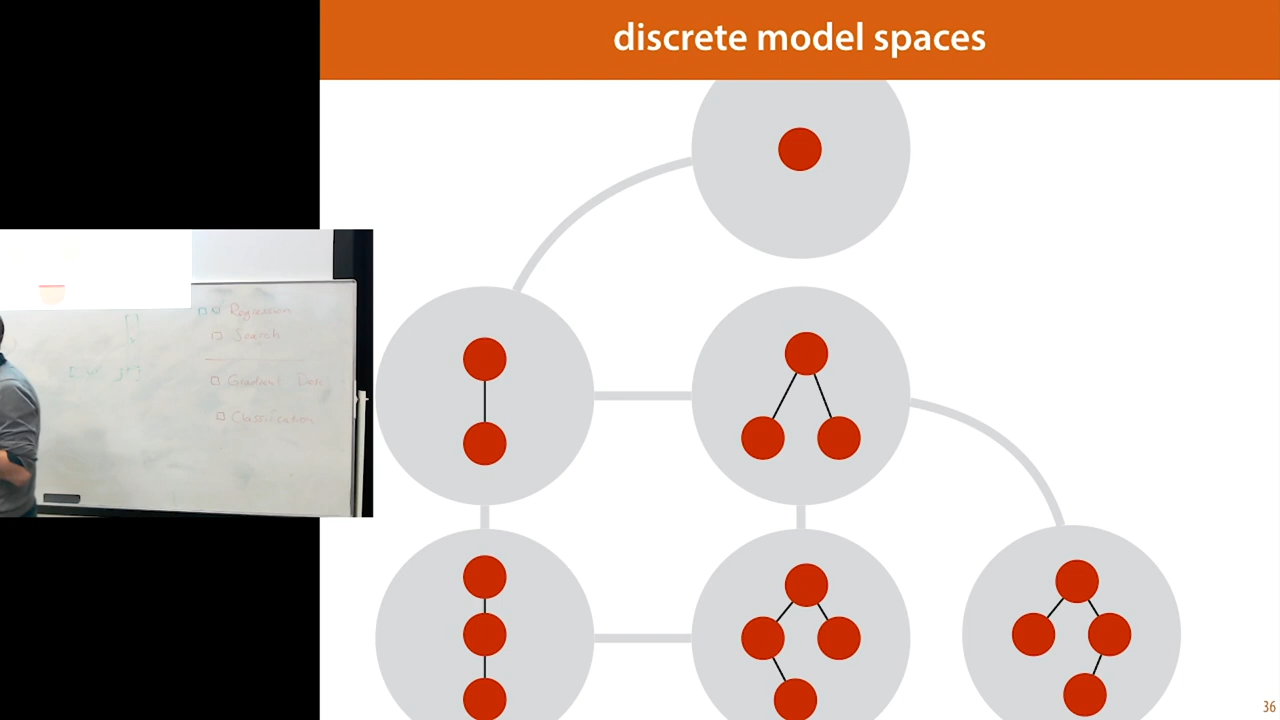 discrete model spaces
Regression
Search
Classification
36